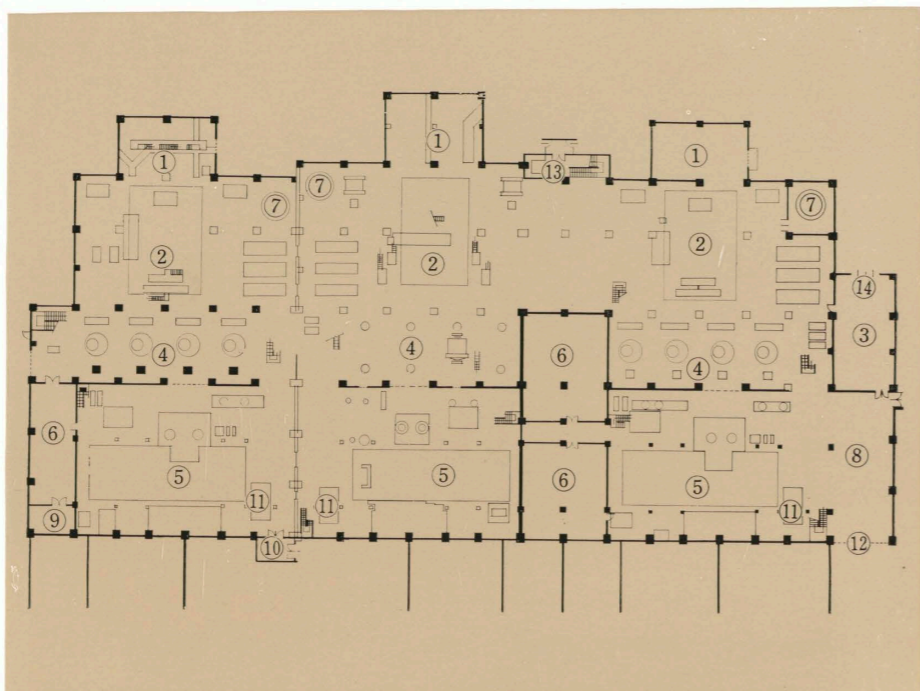 ① ① ①
⑬
⑦ ⑦ ⑦
② ② ②
⑭
③
④ ④ ④
⑥
⑥
⑧
⑤ ⑤ ⑥ ⑤
⑪ ⑪ ⑪
⑨
⑩ ⑫